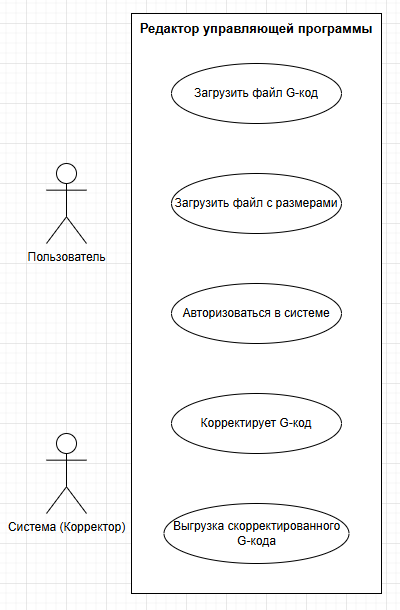 Редактор управляющей программы
Загрузить файл G-код
Загрузить файл с размерами
Пользователь
Авторизоваться в системе
Корректирует G-код
Система (Корректор)
Выгрузка скорректированного
G-кода